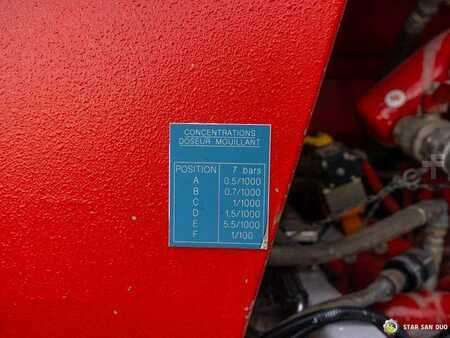 CONCENTRATIONS
DOSEUR MOUILLANT
POSITION 7 bars
A 0.5/1000
B 0.7/1000
C 1/1000
D 1.5/1000
E 5.5/1000
F 1/100
STAR SAN DUO